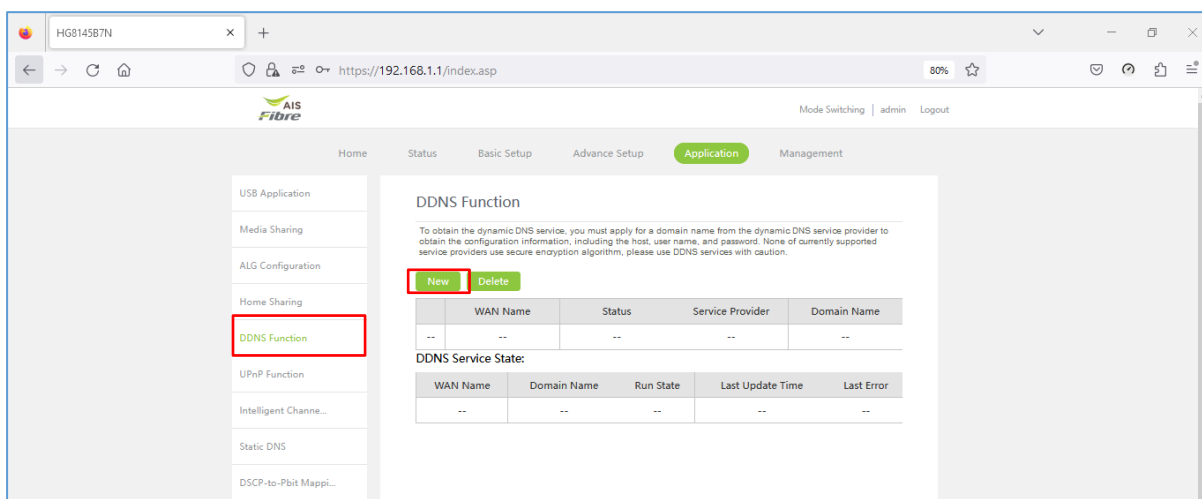 HG8145B7N
https://192.168.1.1/index.asp
80%
AIS
Fibre
Mode Switching | admin Logout
Home Status Basic Setup Advance Setup Application Management
USB Application
Media Sharing
ALG Configuration
Home Sharing
DDNS Function
UPnP Function
Intelligent Channe...
Static DNS
DSCP-to-Pbit Mappi...
DDNS Function
To obtain the dynamic DNS service, you must apply for a domain name from the dynamic DNS service provider to
obtain the configuration information, including the host, user name, and password. None of currently supported
service providers use secure encryption algorithm, please use DDNS services with caution.
New Delete
WAN Name Status Service Provider Domain Name
-- -- -- -- --
DDNS Service State:
WAN Name Domain Name Run State Last Update Time Last Error
-- -- -- -- --